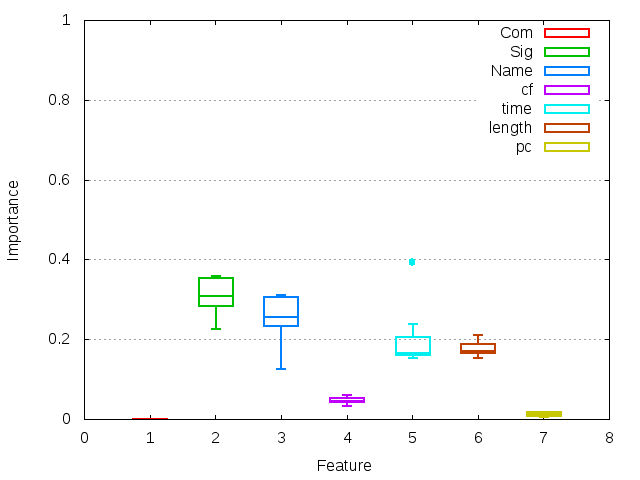 1
0.8
0.6
0.4
0.2
0
Importance
Com
Sig
Name
cf
time
length
pc
0 1 2 3 4 5 6 7 8
Feature